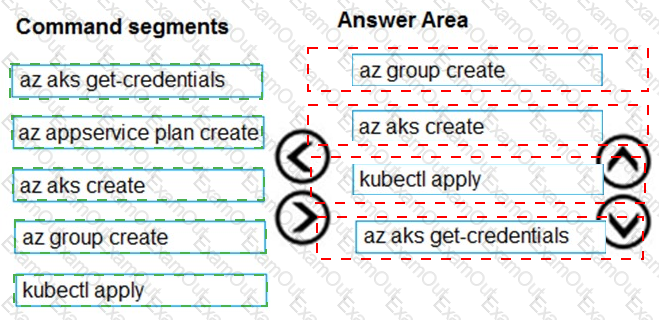 Command segments
az aks get-credentials
az appservice plan create
az aks create
az group create
kubectl apply
Answer Area
az group create
az aks create
kubectl apply
az aks get-credentials